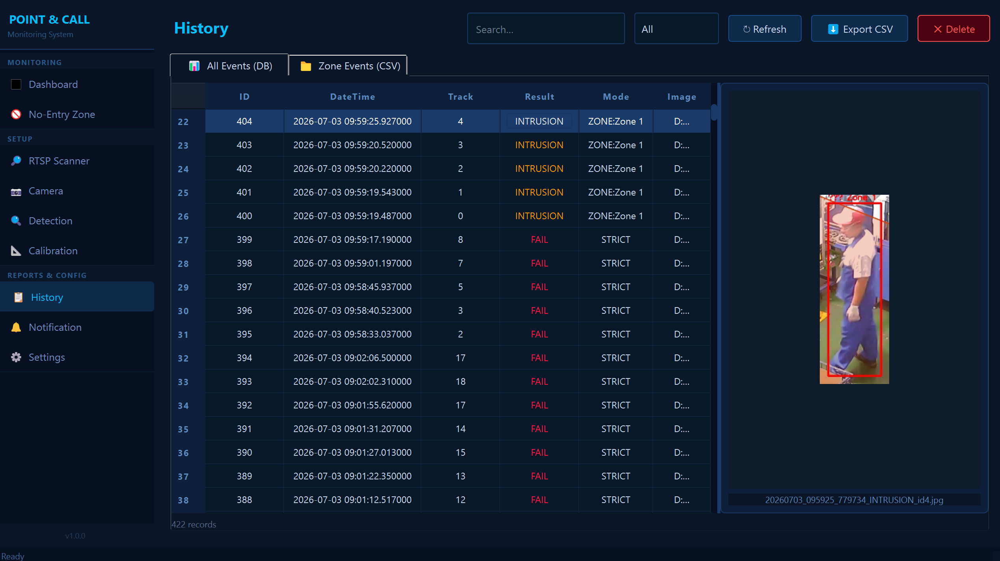 POINT & CALL
Monitoring System
MONITORING
Dashboard
No-Entry Zone
SETUP
RTSP Scanner
Camera
Detection
Calibration
REPORTS & CONFIG
History
Notification
Settings
v1.0.0
Ready
History
Search...
All
Refresh
Export CSV
Delete
All Events (DB)
Zone Events (CSV)
ID DateTime Track Result Mode Image
22 404 2026-07-03 09:59:25.927000 4 INTRUSION ZONE:Zone 1 D:...
23 403 2026-07-03 09:59:20.520000 3 INTRUSION ZONE:Zone 1 D:...
24 402 2026-07-03 09:59:20.220000 2 INTRUSION ZONE:Zone 1 D:...
25 401 2026-07-03 09:59:19.543000 1 INTRUSION ZONE:Zone 1 D:...
26 400 2026-07-03 09:59:19.487000 0 INTRUSION ZONE:Zone 1 D:...
27 399 2026-07-03 09:59:17.190000 8 FAIL STRICT D:...
28 398 2026-07-03 09:59:01.197000 7 FAIL STRICT D:...
29 397 2026-07-03 09:58:45.937000 5 FAIL STRICT D:...
30 396 2026-07-03 09:58:40.523000 3 FAIL STRICT D:...
31 395 2026-07-03 09:58:33.037000 2 FAIL STRICT D:...
32 394 2026-07-03 09:02:06.500000 17 FAIL STRICT D:...
33 393 2026-07-03 09:02:02.310000 18 FAIL STRICT D:...
34 392 2026-07-03 09:01:55.620000 17 FAIL STRICT D:...
35 391 2026-07-03 09:01:31.207000 14 FAIL STRICT D:...
36 390 2026-07-03 09:01:27.013000 15 FAIL STRICT D:...
37 389 2026-07-03 09:01:22.350000 13 FAIL STRICT D:...
38 388 2026-07-03 09:01:12.517000 12 FAIL STRICT D:...
422 records
Zone 1
20260703_095925_779734_INTRUSION_id4.jpg